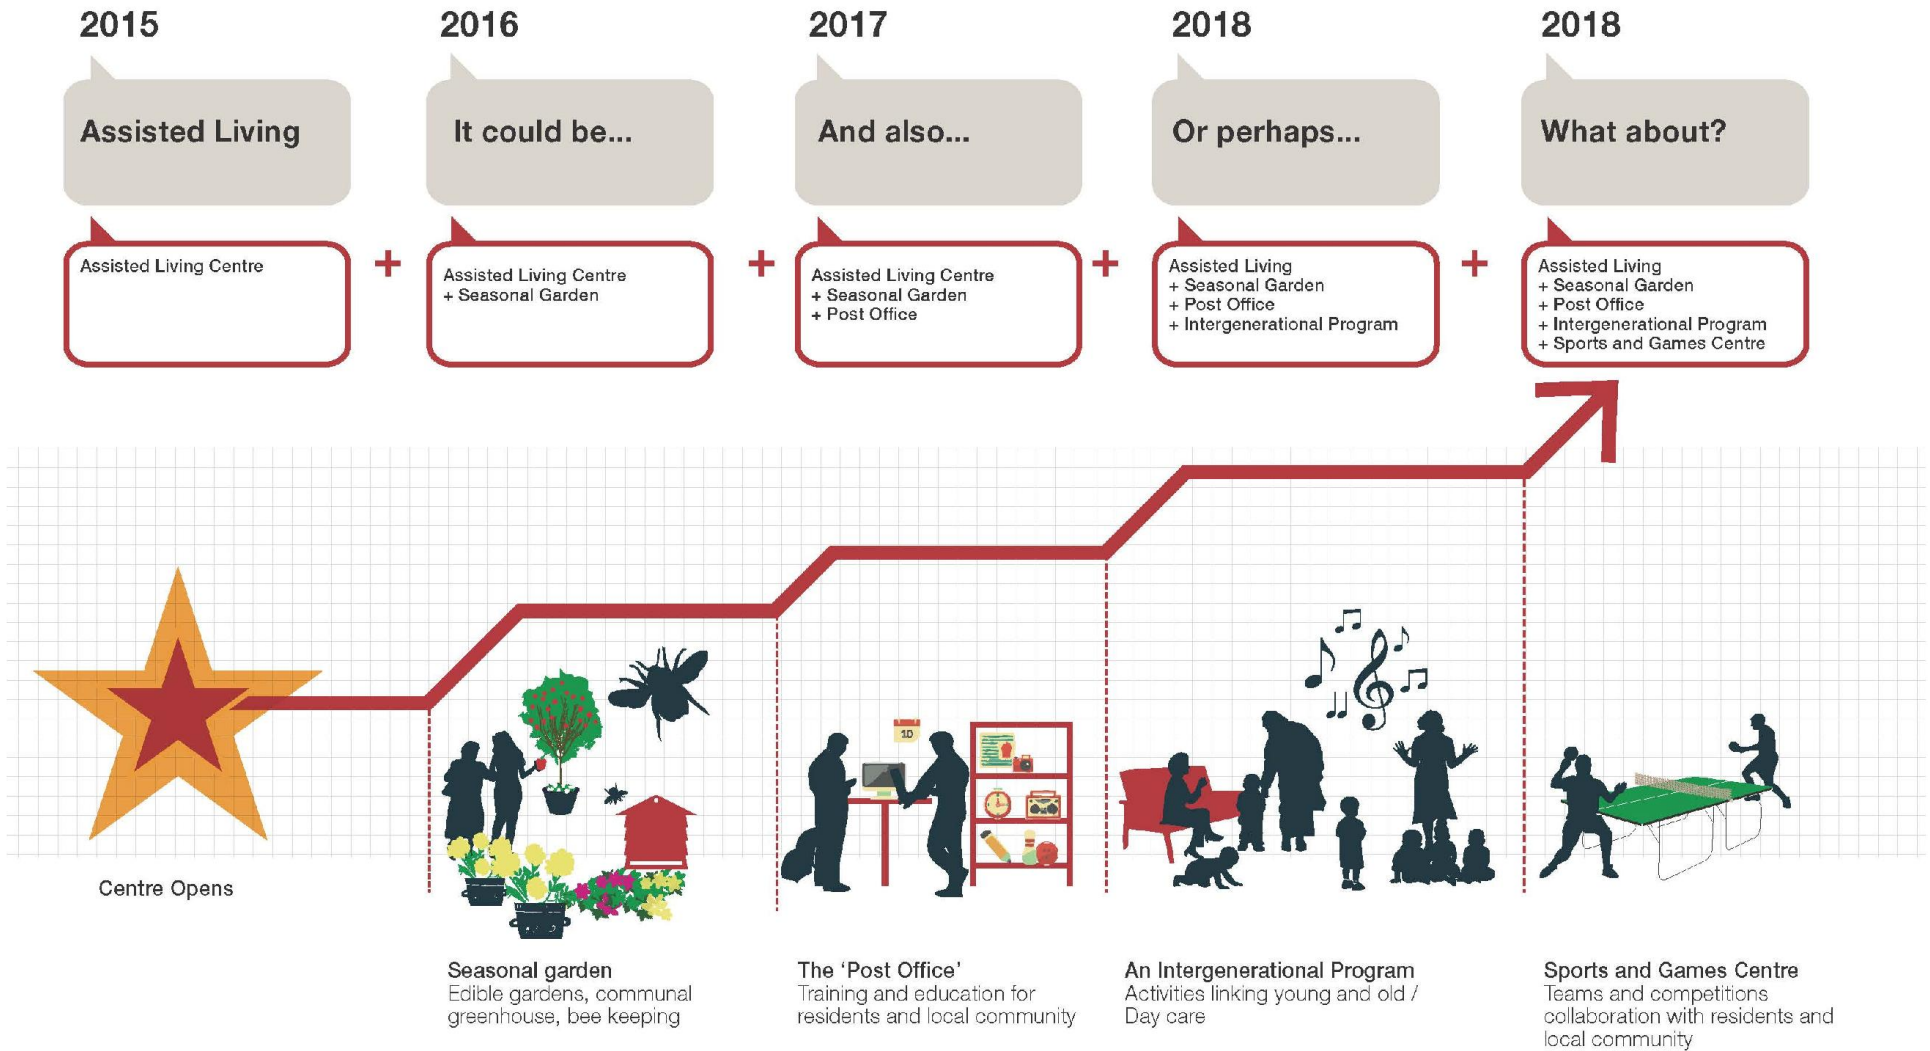 2015
2016
2017
2018
2018
Assisted Living
It could be...
And also...
Or perhaps...
What about?
Assisted Living Centre
+
Assisted Living Centre
+ Seasonal Garden
+
Assisted Living Centre
+ Seasonal Garden
+ Post Office
+
Assisted Living
+ Seasonal Garden
+ Post Office
+ Intergenerational Program
+
Assisted Living
+ Seasonal Garden
+ Post Office
+ Intergenerational Program
+ Sports and Games Centre
10
Centre Opens
Seasonal garden
Edible gardens, communal
greenhouse, bee keeping
The ‘Post Office’
Training and education for
residents and local community
An Intergenerational Program
Activities linking young and old /
Day care
Sports and Games Centre
Teams and competitions
collaboration with residents and
local community